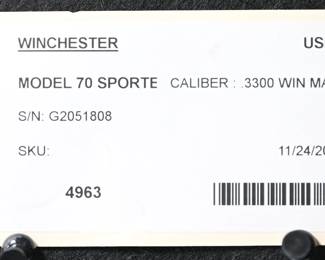 WINCHESTER US
MODEL 70 SPORTE CALIBER : .3300 WIN MA
S/N: G2051808
SKU: 11/24/20
4963